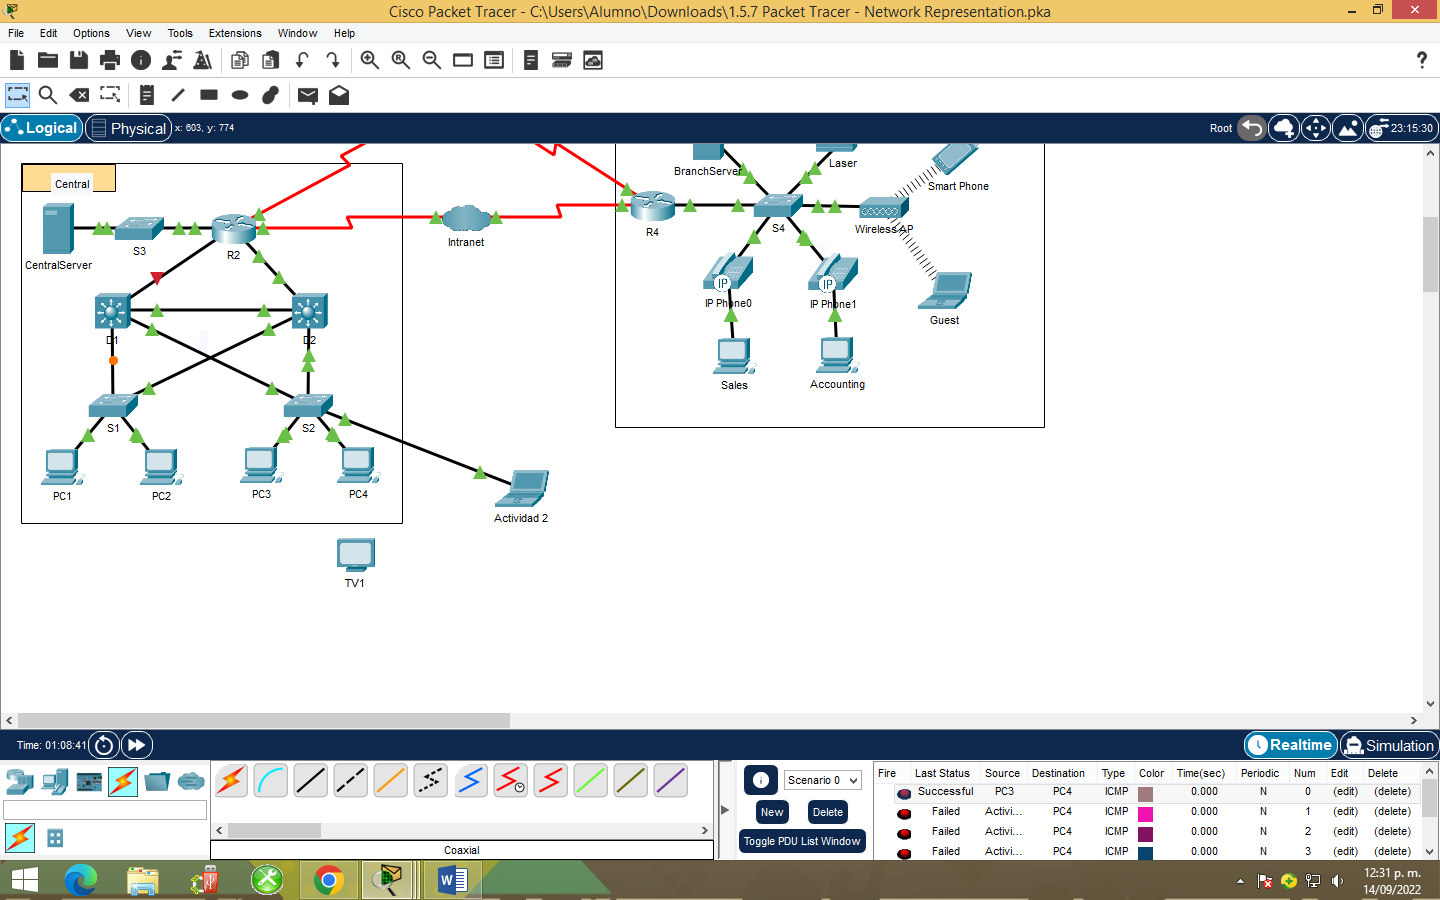 Cisco Packet Tracer - C:\Users\Alumno\Downloads\1.5.7 Packet Tracer - Network Representation.pka
File Edit Options View Tools Extensions Window Help
?
Logical Physical x: 603, y: 774 Root 23:15:30
Central
CentralServer
S3
R2
Intranet
D1
D2
S1
S2
PC1
PC2
PC3
PC4
Actividad 2
TV1
BranchServer
Laser
Smart Phone
R4
S4
Wireless AP
IP
IP
IP Phone0
IP Phone1
Guest
Sales
Accounting
Time: 01:08:41 Realtime Simulation
Scenario 0
New Delete
Toggle PDU List Window
Coaxial
Fire Last Status Source Destination Type Color Time(sec) Periodic Num Edit Delete
Successful PC3 PC4 ICMP 0.000 N 0 (edit) (delete)
Failed Activi... PC4 ICMP 0.000 N 1 (edit) (delete)
Failed Activi... PC4 ICMP 0.000 N 2 (edit) (delete)
Failed Activi... PC4 ICMP 0.000 N 3 (edit) (delete)
12:31 p. m.
14/09/2022